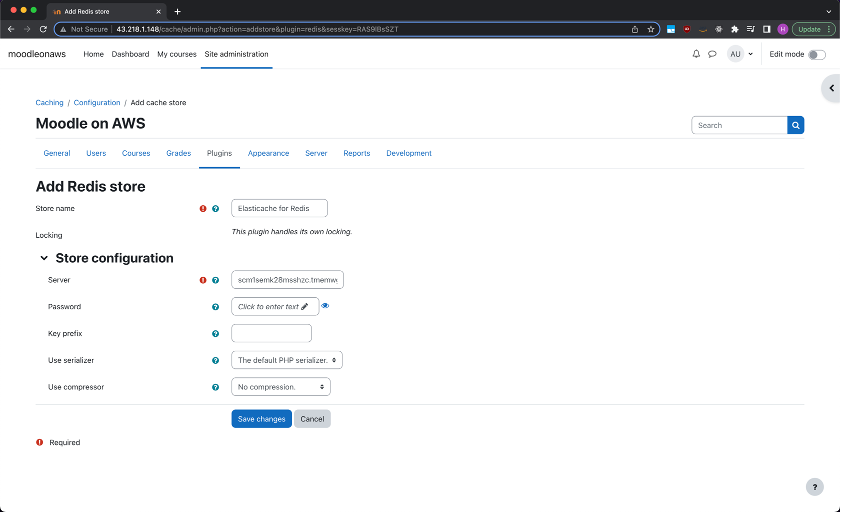 Add Redis store
Not Secure 43.218.1.148/cache/admin.php?action=addstore&plugin=redis&sesskey=RAS9IBsSZT
H Update
moodleonaws Home Dashboard My courses Site administration AU Edit mode
Caching / Configuration / Add cache store
Moodle on AWS
Search
General Users Courses Grades Plugins Appearance Server Reports Development
Add Redis store
Store name ! ? Elasticache for Redis
Locking This plugin handles its own locking.
Store configuration
Server ! ? scm1semk28msshzc.tmemw
Password ? Click to enter text
Key prefix ?
Use serializer ? The default PHP serializer.
Use compressor ? No compression.
Save changes Cancel
! Required
?